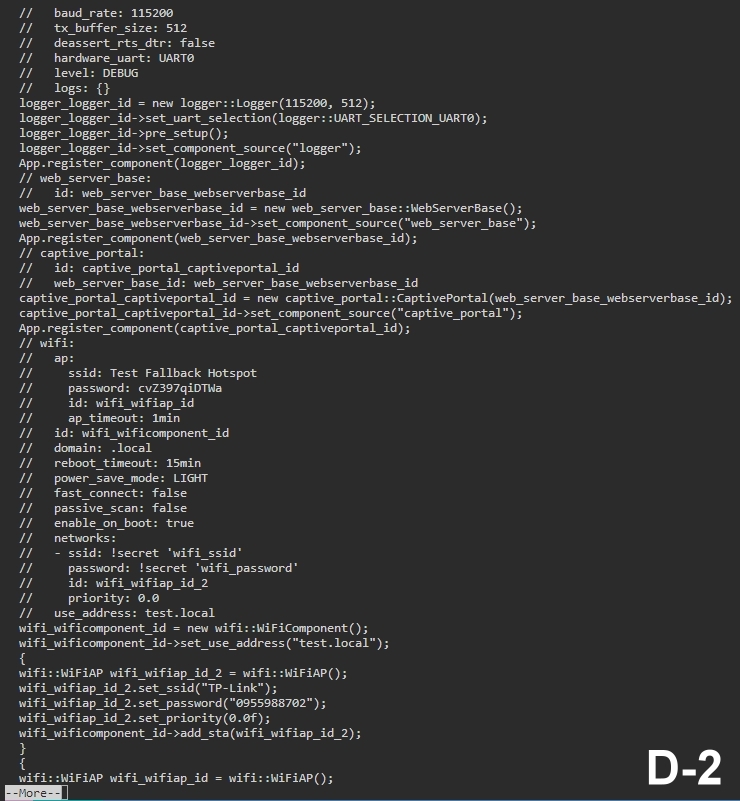 //   baud_rate: 115200
//   tx_buffer_size: 512
//   deassert_rts_dtr: false
//   hardware_uart: UART0
//   level: DEBUG
//   logs: {}
logger_logger_id = new logger::Logger(115200, 512);
logger_logger_id->set_uart_selection(logger::UART_SELECTION_UART0);
logger_logger_id->pre_setup();
logger_logger_id->set_component_source("logger");
App.register_component(logger_logger_id);
// web_server_base:
//   id: web_server_base_webserverbase_id
web_server_base_webserverbase_id = new web_server_base::WebServerBase();
web_server_base_webserverbase_id->set_component_source("web_server_base");
App.register_component(web_server_base_webserverbase_id);
// captive_portal:
//   id: captive_portal_captiveportal_id
//   web_server_base_id: web_server_base_webserverbase_id
captive_portal_captiveportal_id = new captive_portal::CaptivePortal(web_server_base_webserverbase_id);
captive_portal_captiveportal_id->set_component_source("captive_portal");
App.register_component(captive_portal_captiveportal_id);
// wifi:
//   ap:
//     ssid: Test Fallback Hotspot
//     password: cvZ397qiDTWa
//     id: wifi_wifiap_id
//     ap_timeout: 1min
//   id: wifi_wificomponent_id
//   domain: .local
//   reboot_timeout: 15min
//   power_save_mode: LIGHT
//   fast_connect: false
//   passive_scan: false
//   enable_on_boot: true
//   networks:
//   - ssid: !secret 'wifi_ssid'
//     password: !secret 'wifi_password'
//     id: wifi_wifiap_id_2
//     priority: 0.0
//   use_address: test.local
wifi_wificomponent_id = new wifi::WiFiComponent();
wifi_wificomponent_id->set_use_address("test.local");
{
wifi::WiFiAP wifi_wifiap_id_2 = wifi::WiFiAP();
wifi_wifiap_id_2.set_ssid("TP-Link");
wifi_wifiap_id_2.set_password("0955988702");
wifi_wifiap_id_2.set_priority(0.0f);
wifi_wificomponent_id->add_sta(wifi_wifiap_id_2);
}
{
wifi::WiFiAP wifi_wifiap_id = wifi::WiFiAP();
--More--
D-2